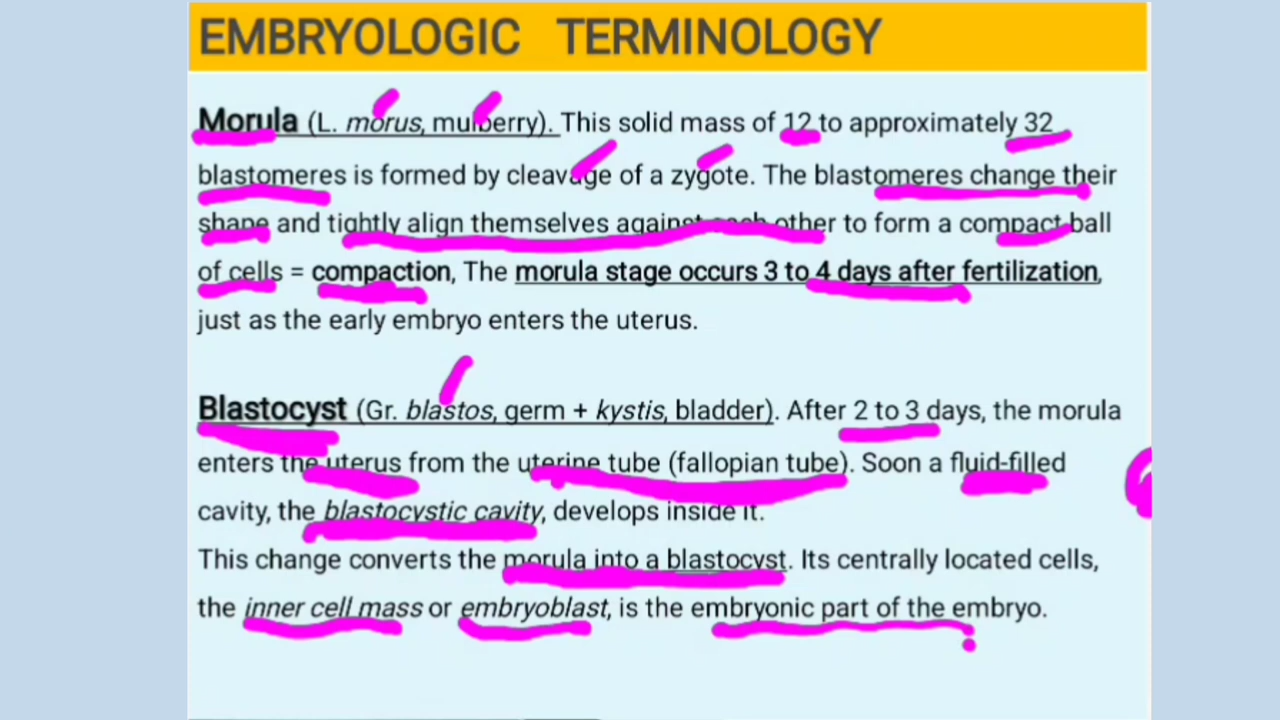 EMBRYOLOGIC TERMINOLOGY
Morula (L. morus, mulberry). This solid mass of 12 to approximately 32
blastomeres is formed by cleavage of a zygote. The blastomeres change their
shape and tightly align themselves against each other to form a compact ball
of cells = compaction, The morula stage occurs 3 to 4 days after fertilization,
just as the early embryo enters the uterus.
Blastocyst (Gr. blastos, germ + kystis, bladder). After 2 to 3 days, the morula
enters the uterus from the uterine tube (fallopian tube). Soon a fluid-filled
cavity, the blastocystic cavity, develops inside it.
This change converts the morula into a blastocyst. Its centrally located cells,
the inner cell mass or embryoblast, is the embryonic part of the embryo.